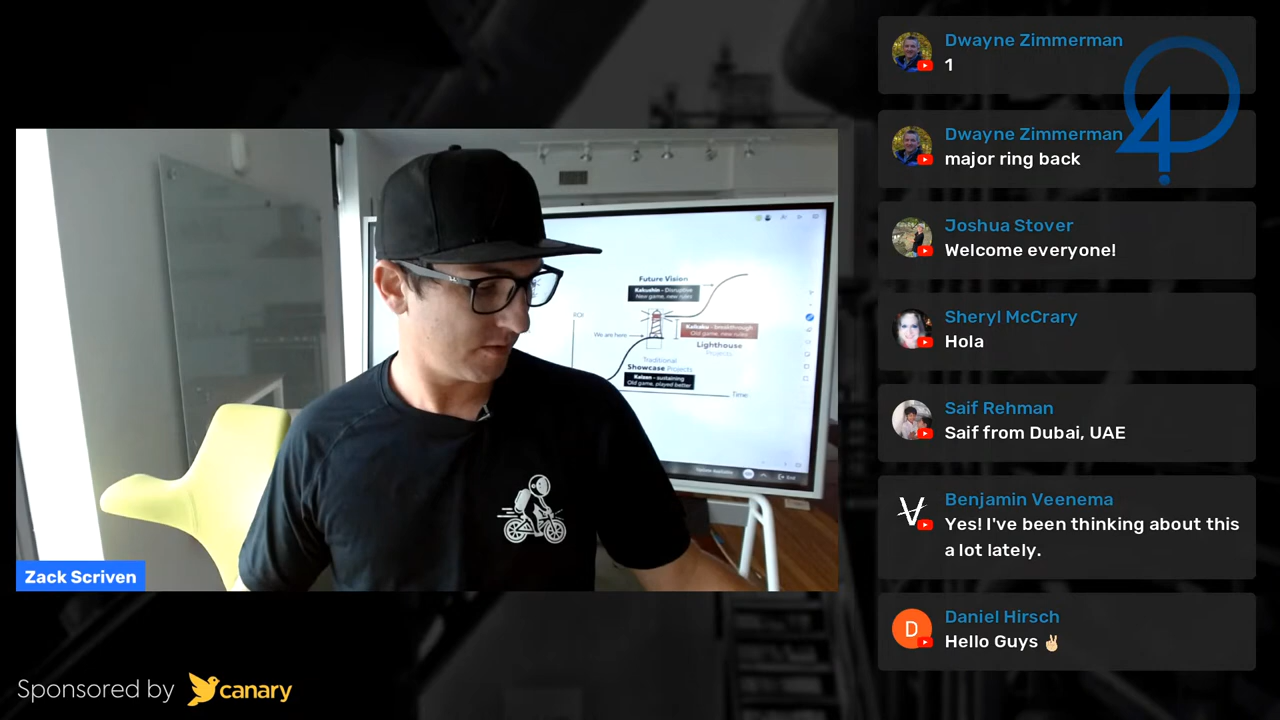 Dwayne Zimmerman
1
Dwayne Zimmerman
major ring back
Joshua Stover
Welcome everyone!
Sheryl McCrary
Hola
Saif Rehman
Saif from Dubai, UAE
Benjamin Veenema
Yes! I've been thinking about this
a lot lately.
D
Daniel Hirsch
Hello Guys ✌🏻
Future Vision
Kakushin - Disruptive
New game, new rules
ROI
We are here
Kaikaku - breakthrough
Old game, new rules
Lighthouse
Projects
Traditional
Showcase Projects
Kaizen - sustaining
Old game, played better
Time
End
Zack Scriven
Sponsored by canary